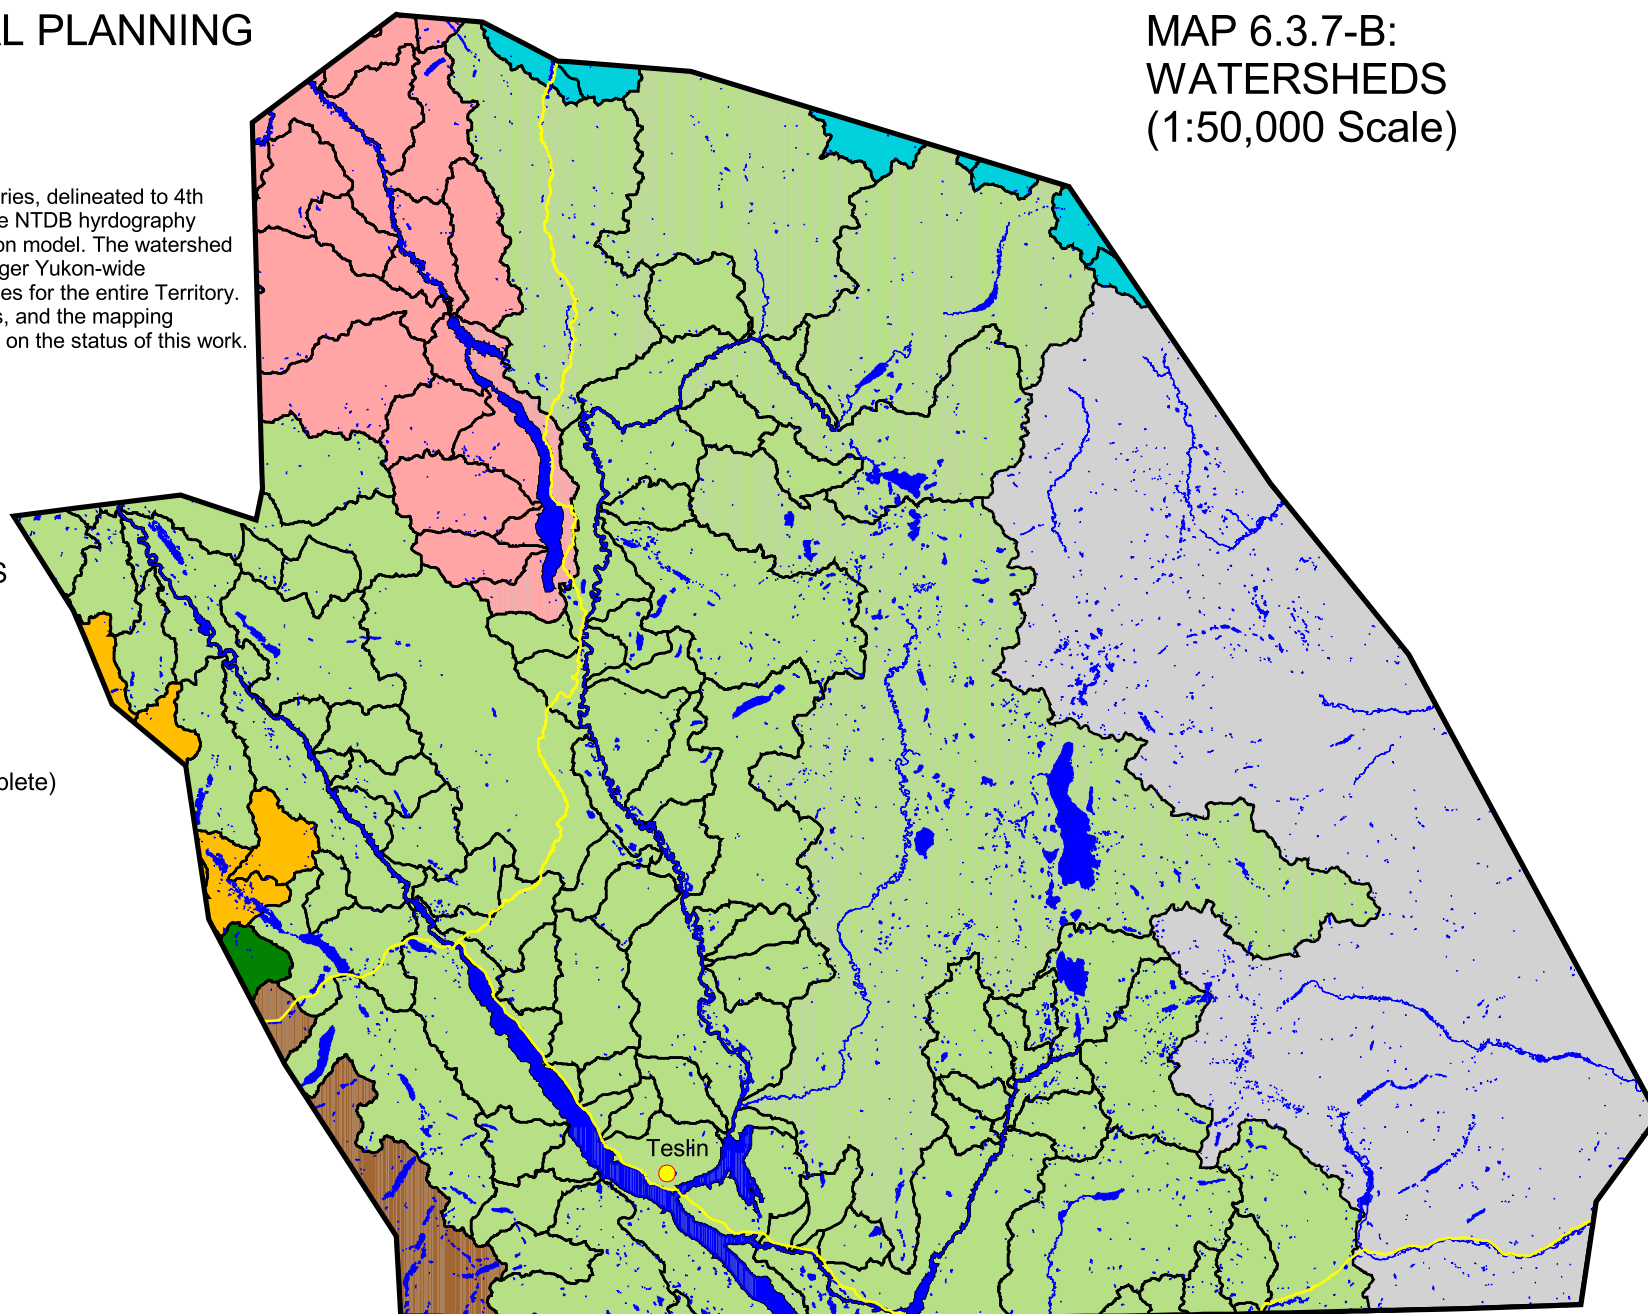 L PLANNING
MAP 6.3.7-B:
WATERSHEDS
(1:50,000 Scale)
ries, delineated to 4th
e NTDB hyrdography
on model. The watershed
ger Yukon-wide
es for the entire Territory.
s, and the mapping
on the status of this work.
S
plete)
Teslin